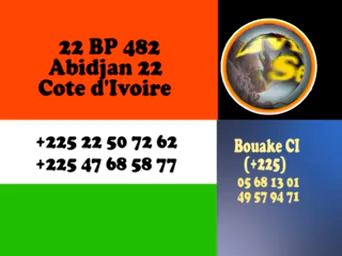 22 BP 482
Abidjan 22
Cote d'Ivoire
+225 22 50 72 62
+225 47 68 58 77
Bouake CI
(+225)
05 68 13 01
49 57 94 71